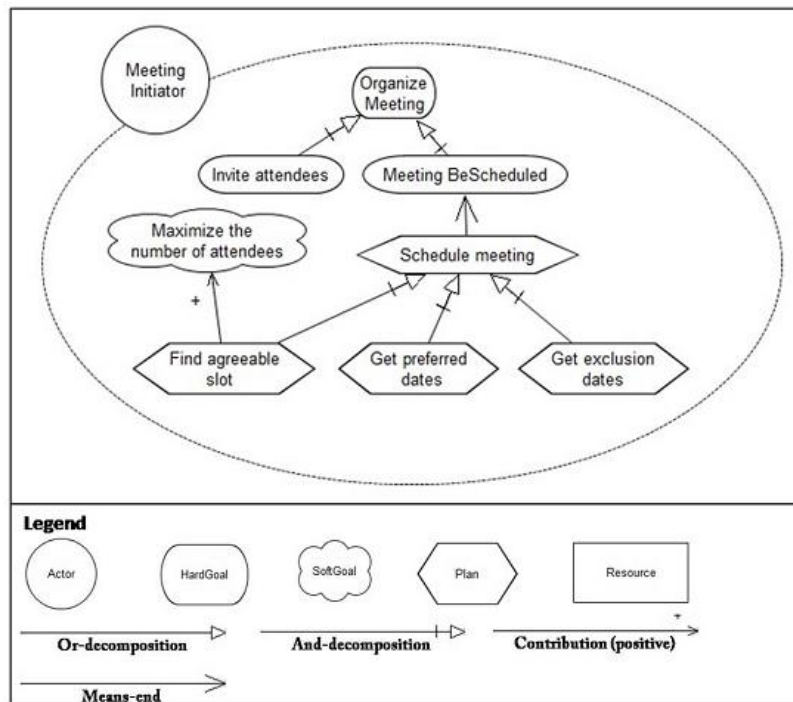 Meeting
Initiator
Organize
Meeting
Invite attendees
Meeting BeScheduled
Maximize the
number of attendees
Schedule meeting
+
Find agreeable
slot
Get preferred
dates
Get exclusion
dates
Legend
Actor
HardGoal
SoftGoal
Plan
Resource
Or-decomposition
And-decomposition
+
Contribution (positive)
Means-end